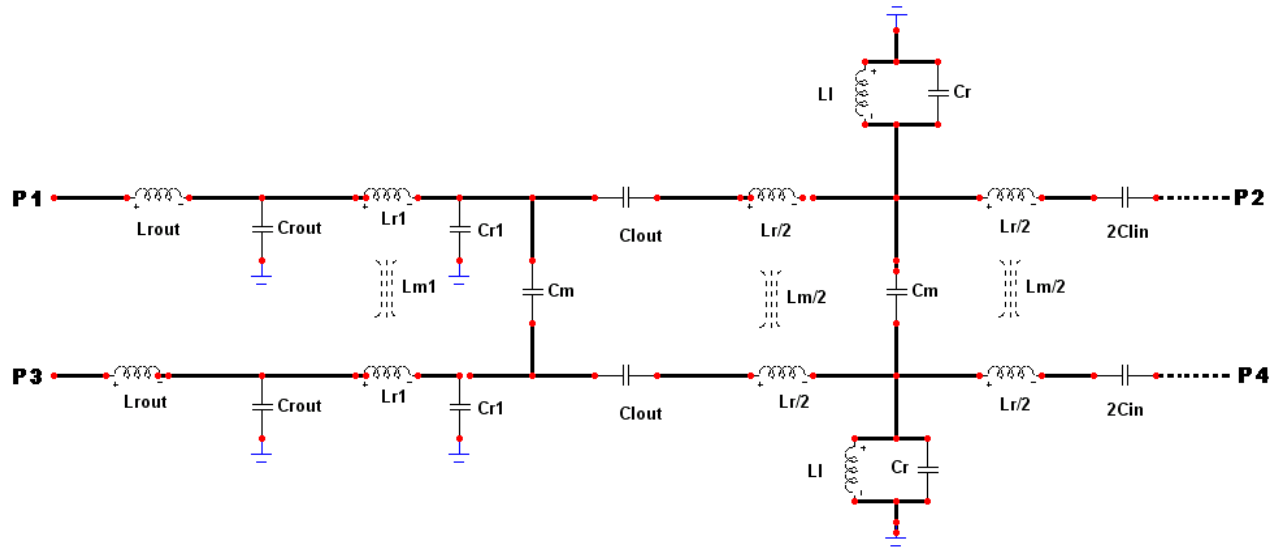 Ll
Cr
P1
P2
Lrout
Crout
Lr1
Cr1
Clout
Lr/2
Lr/2
2Clin
Lm1
Cm
Lm/2
Cm
Lm/2
P3
P4
Lrout
Crout
Lr1
Cr1
Clout
Lr/2
Lr/2
2Cin
Ll
Cr